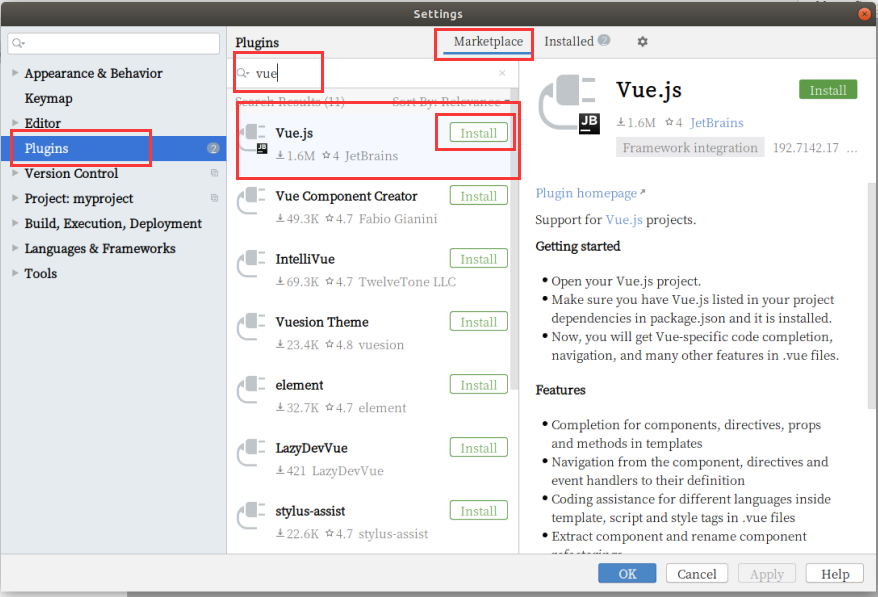 Settings
Appearance & Behavior
Keymap
Editor
Plugins 2
Version Control
Project: myproject
Build, Execution, Deployment
Languages & Frameworks
Tools
Plugins
Marketplace
Installed 2
vue
Search Results (11) Sort By: Relevance
Vue.js
Install
1.6M 4 JetBrains
Vue Component Creator
Install
49.3K 4.7 Fabio Gianini
IntelliVue
Install
69.3K 4.7 TwelveTone LLC
Vuesion Theme
Install
23.4K 4.8 vuesion
element
Install
32.7K 4.7 element
LazyDevVue
Install
421 LazyDevVue
stylus-assist
Install
22.6K 4.7 stylus-assist
JB
Vue.js
Install
1.6M 4 JetBrains
Framework integration 192.7142.17 ...
Plugin homepage
Support for Vue.js projects.
Getting started
Open your Vue.js project.
Make sure you have Vue.js listed in your project
dependencies in package.json and it is installed.
Now, you will get Vue-specific code completion,
navigation, and many other features in .vue files.
Features
Completion for components, directives, props
and methods in templates
Navigation from the component, directives and
event handlers to their definition
Coding assistance for different languages inside
template, script and style tags in .vue files
Extract component and rename component
refactorings
OK
Cancel
Apply
Help